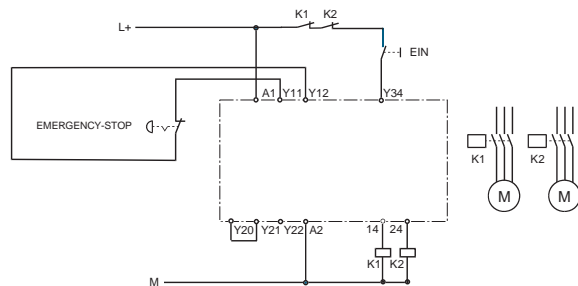 K1 K2
L+
EIN
A1 Y11 Y12 Y34
EMERGENCY-STOP
K1 K2
M M
Y20 Y21 Y22 A2 14 24
K1 K2
M